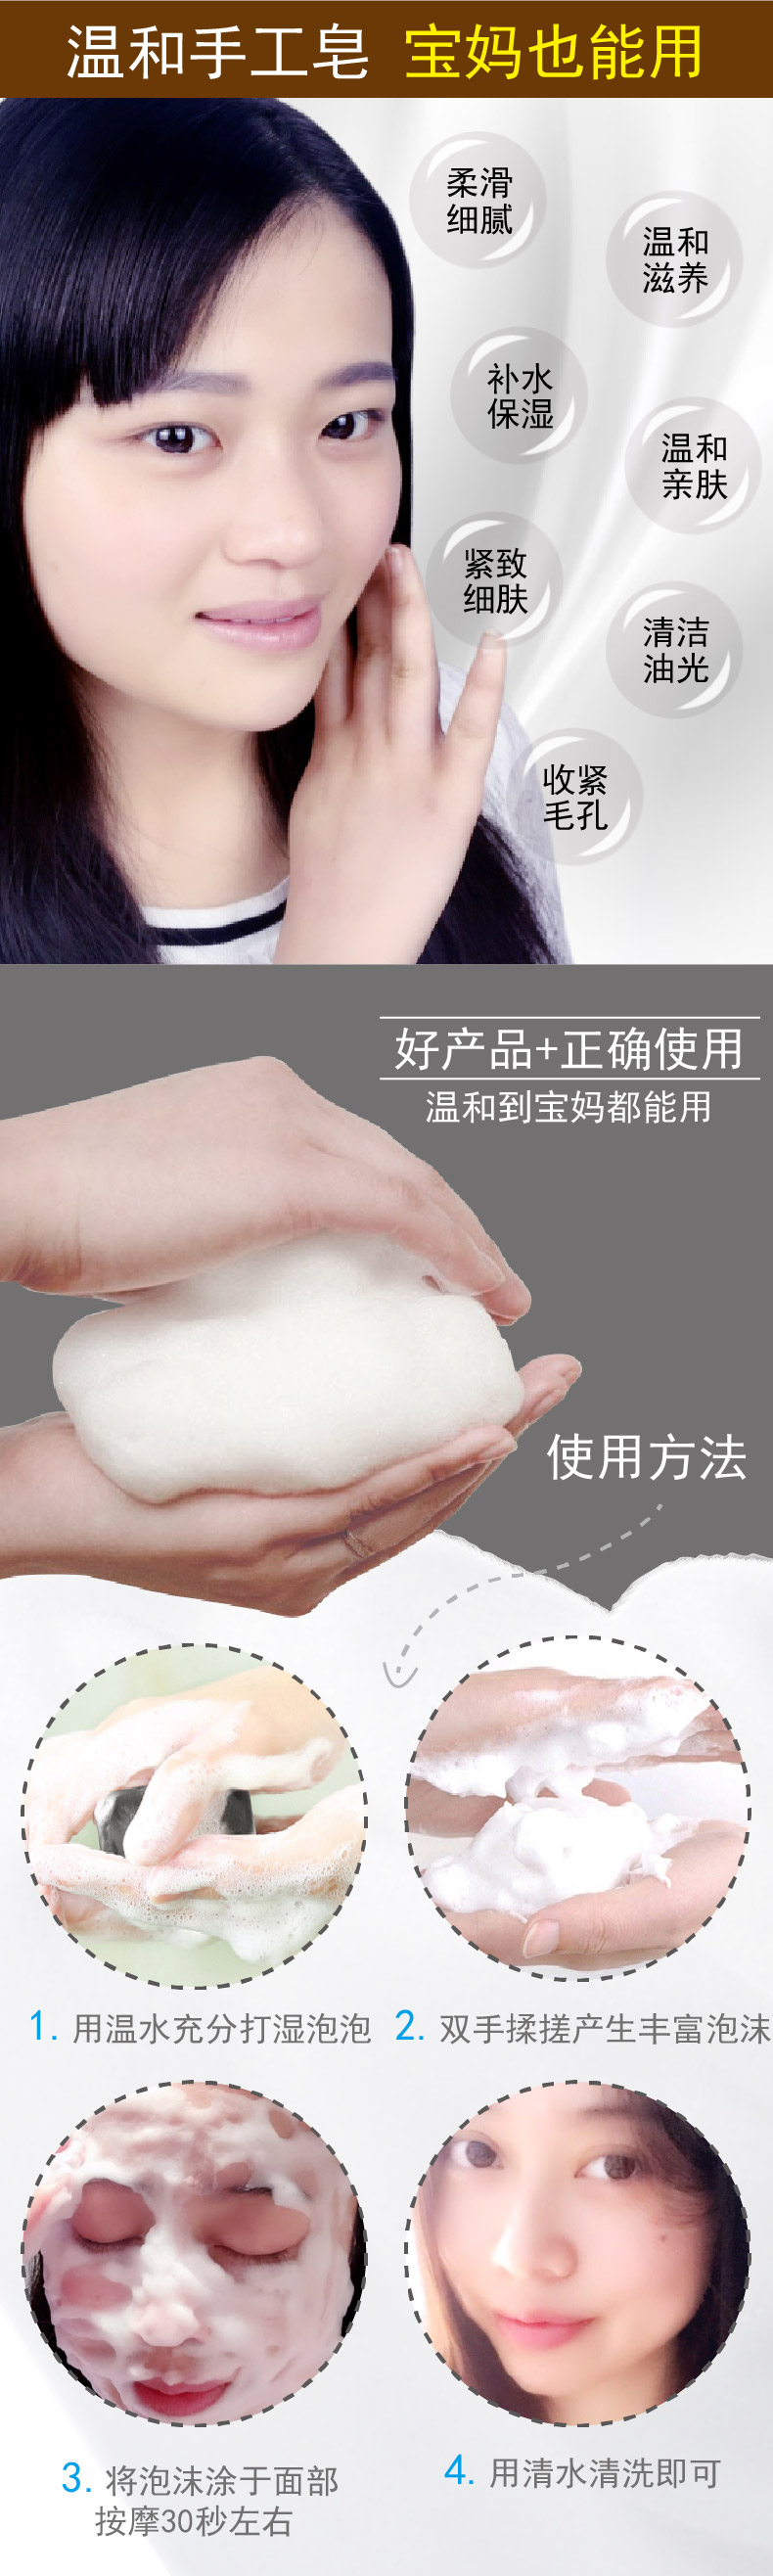 温和手工皂 宝妈也能用
柔滑
细腻
温和
滋养
补水
保湿
温和
亲肤
紧致
细肤
清洁
油光
收紧
毛孔
好产品+正确使用
温和到宝妈都能用
使用方法
1. 用温水充分打湿泡泡
2. 双手揉搓产生丰富泡沫
3. 将泡沫涂于面部
按摩30秒左右
4. 用清水清洗即可